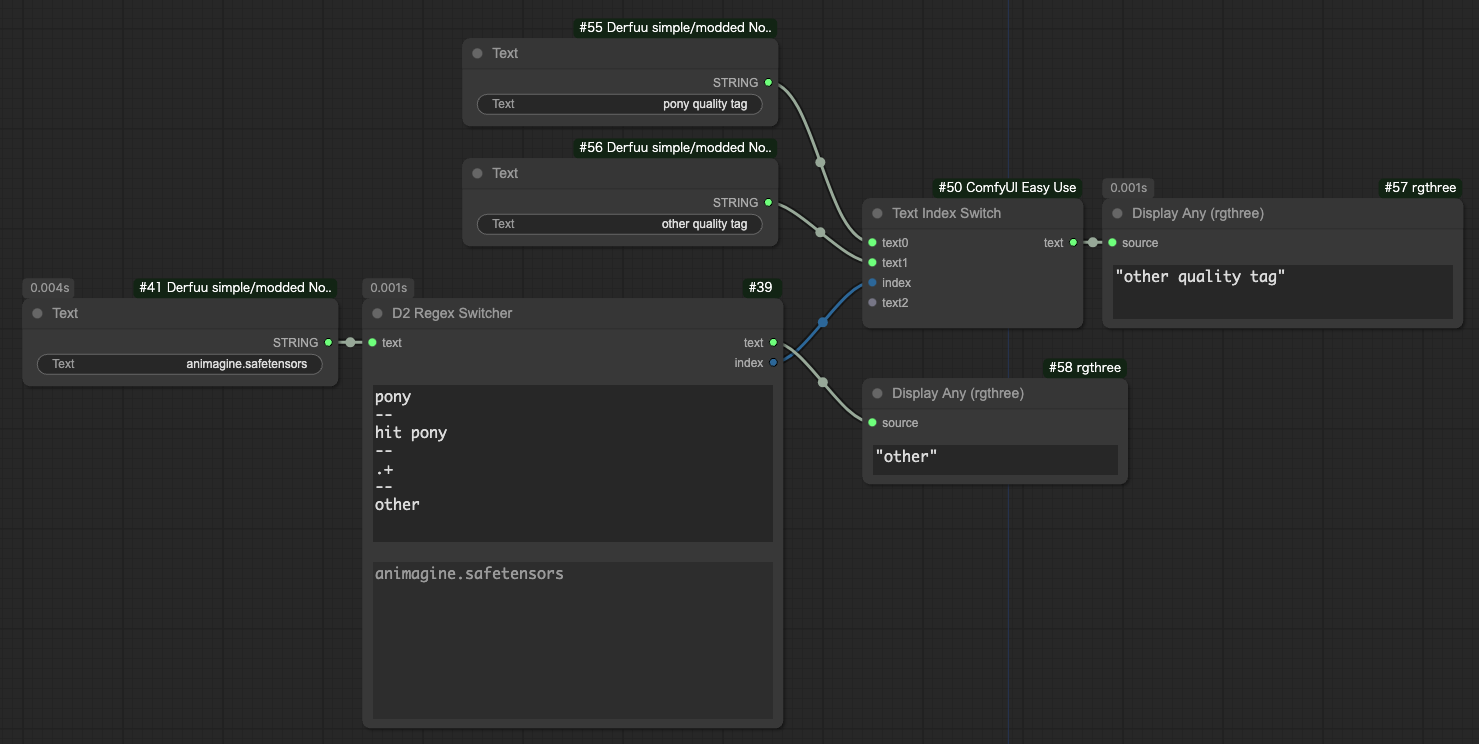 #55 Derfuu simple/modded No..
Text
STRING
Text pony quality tag
#56 Derfuu simple/modded No..
Text
STRING
Text other quality tag
#50 ComfyUI Easy Use
Text Index Switch
text0 text
text1
index
text2
0.001s #57 rgthree
Display Any (rgthree)
source
"other quality tag"
0.004s #41 Derfuu simple/modded No..
Text
STRING
Text animagine.safetensors
0.001s #39
D2 Regex Switcher
text text
index
pony
--
hit pony
--
.+
--
other
animagine.safetensors
#58 rgthree
Display Any (rgthree)
source
"other"